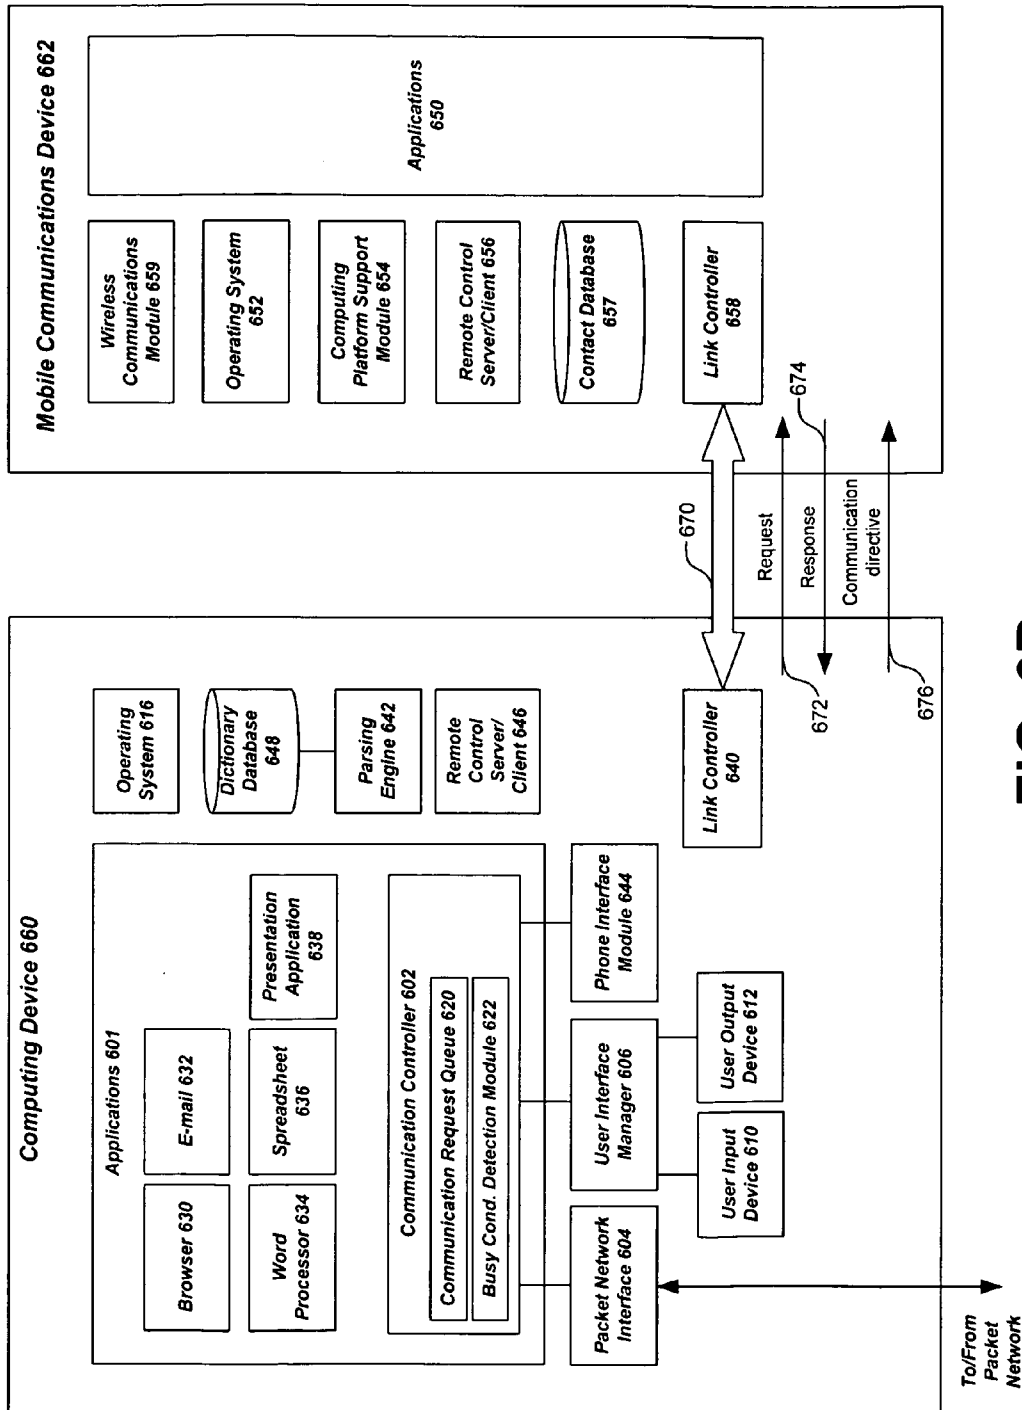 Computing Device 660
Applications 601
Browser 630
E-mail 632
Word
Processor 634
Spreadsheet
636
Presentation
Application
638
Communication Controller 602
Communication Request Queue 620
Busy Cond. Detection Module 622
Packet Network
Interface 604
User Interface
Manager 606
Phone Interface
Module 644
User Input
Device 610
User Output
Device 612
To/From
Packet
Network
Operating
System 616
Dictionary
Database
648
Parsing
Engine 642
Remote
Control
Server/
Client 646
Link Controller
640
670
Request
672
Response
674
Communication
directive
676
Mobile Communications Device 662
Wireless
Communications
Module 659
Operating System
652
Computing
Platform Support
Module 654
Remote Control
Server/Client 656
Contact Database
657
Link Controller
658
Applications
650